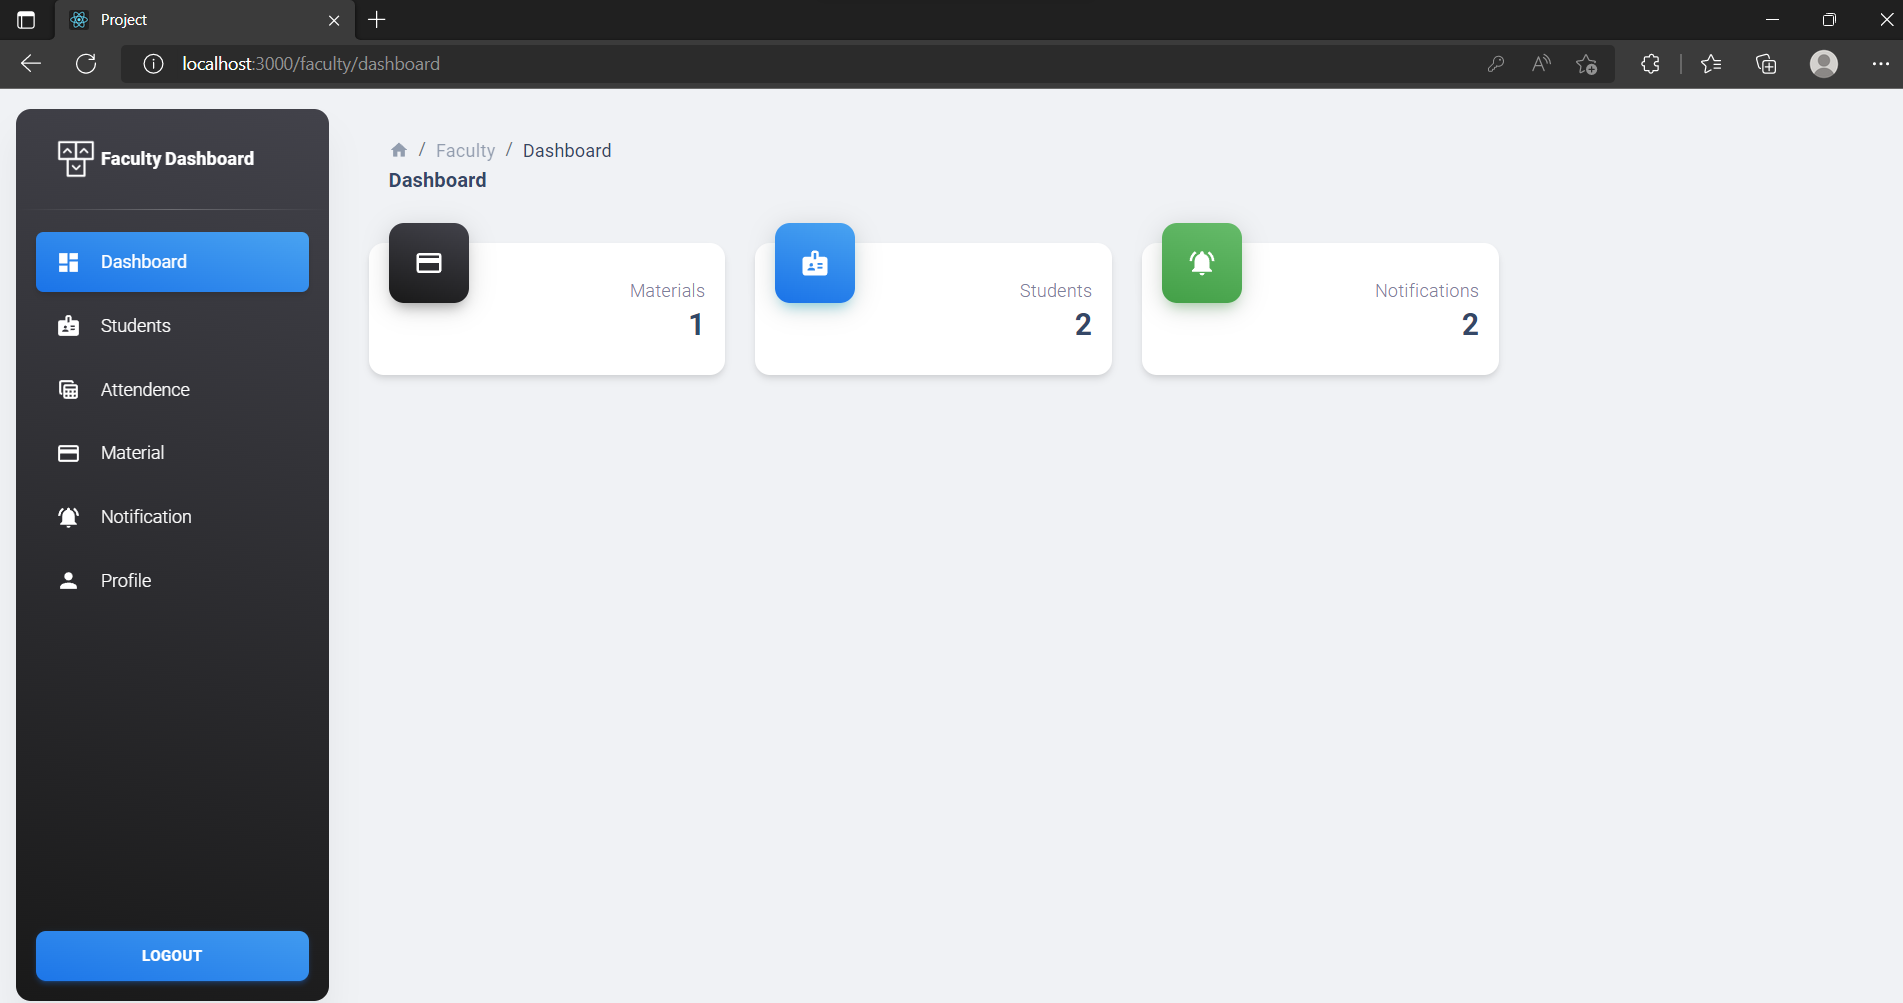 Project
localhost:3000/faculty/dashboard
Faculty Dashboard
Dashboard
Students
Attendence
Material
Notification
Profile
LOGOUT
/ Faculty / Dashboard
Dashboard
Materials
1
Students
2
Notifications
2